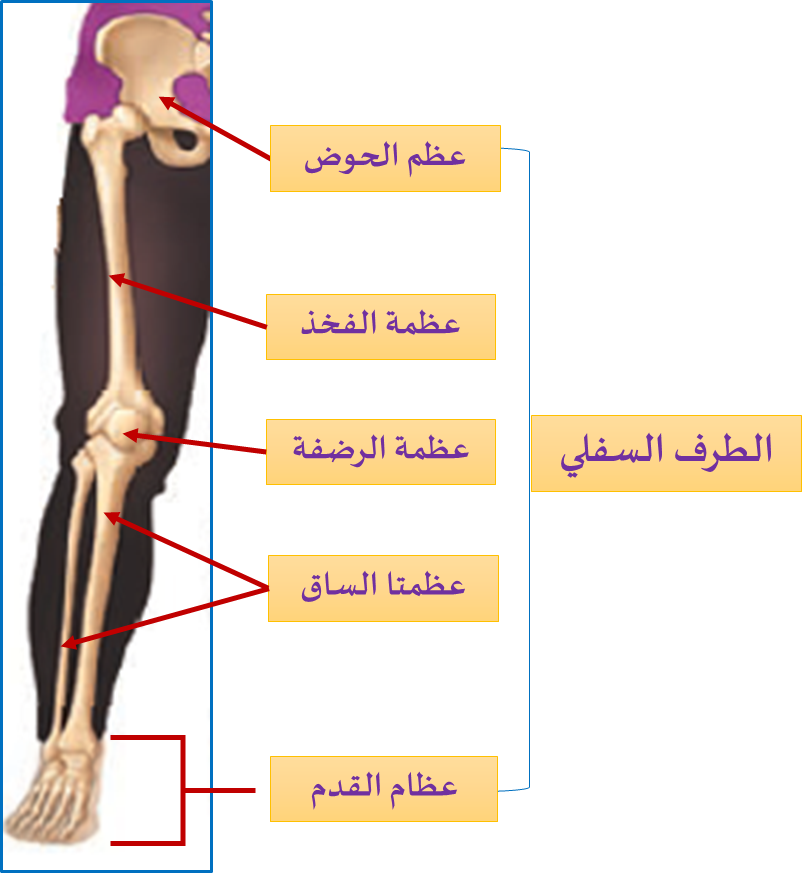 عظم الحوض
عظمة الفخذ
عظمة الرضفة
الطرف السفلي
عظمتا الساق
عظام القدم